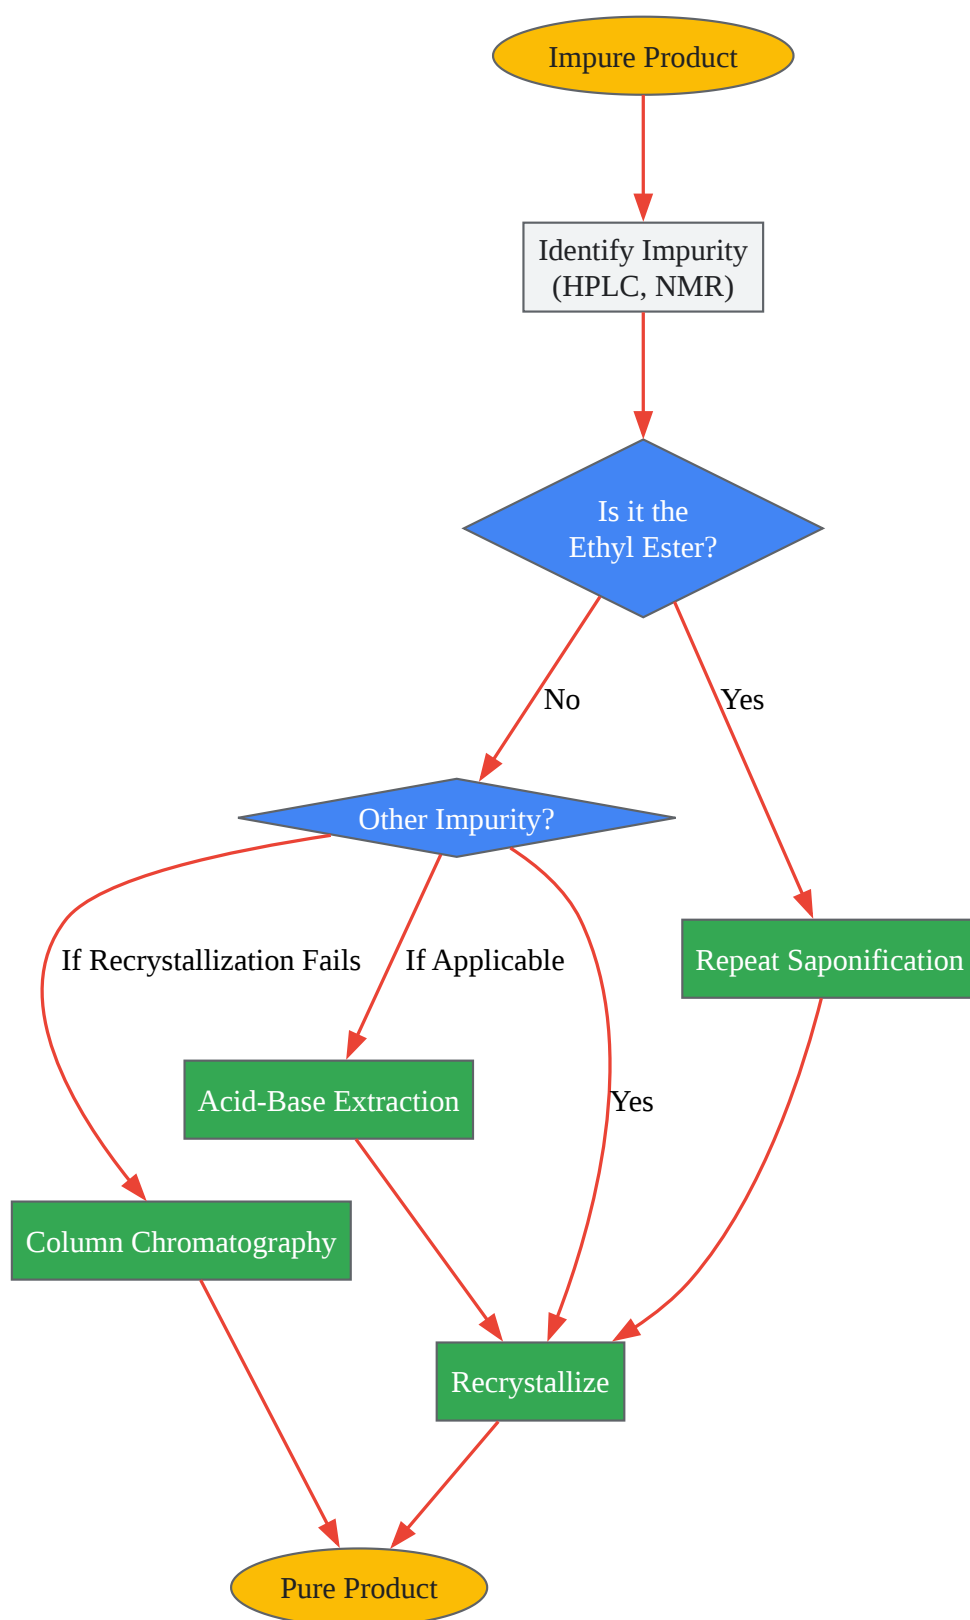 Impure Product
Identify Impurity
(HPLC, NMR)
Is it the
Ethyl Ester?
No
Yes
Other Impurity?
If Recrystallization Fails
If Applicable
Repeat Saponification
Acid-Base Extraction
Yes
Column Chromatography
Recrystallize
Pure Product